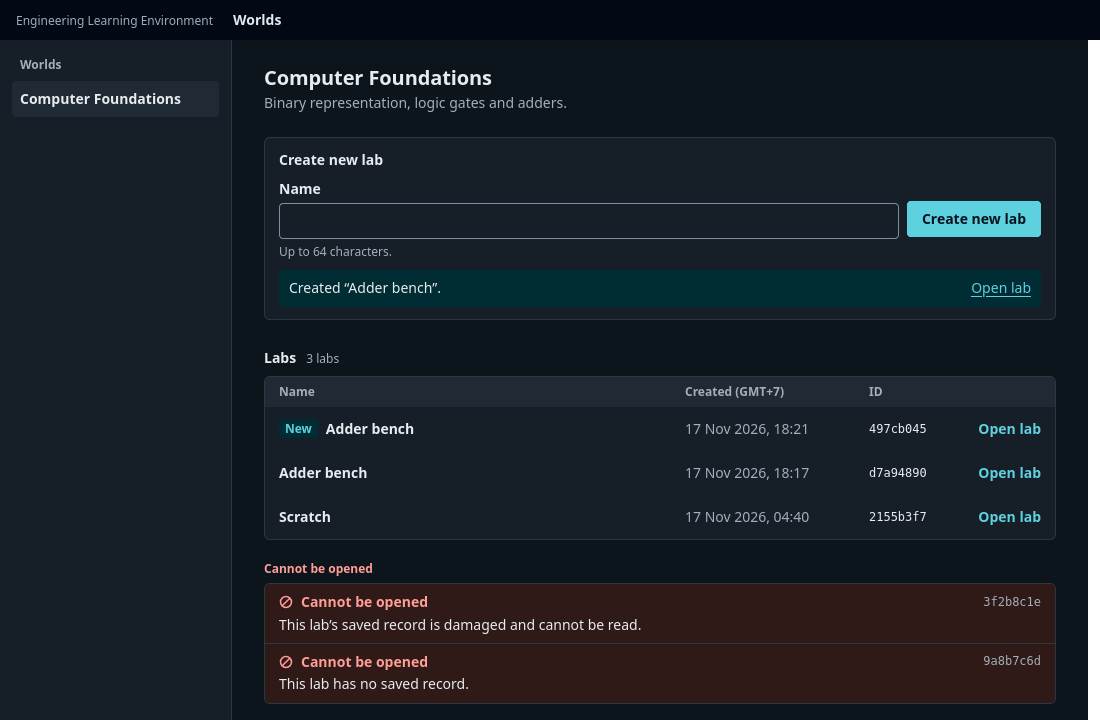 Engineering Learning Environment Worlds
Worlds
Computer Foundations
Computer Foundations
Binary representation, logic gates and adders.
Create new lab
Name
Create new lab
Up to 64 characters.
Created “Adder bench”. Open lab
Labs 3 labs
Name Created (GMT+7) ID
New Adder bench 17 Nov 2026, 18:21 497cb045 Open lab
Adder bench 17 Nov 2026, 18:17 d7a94890 Open lab
Scratch 17 Nov 2026, 04:40 2155b3f7 Open lab
Cannot be opened
Cannot be opened 3f2b8c1e
This lab’s saved record is damaged and cannot be read.
Cannot be opened 9a8b7c6d
This lab has no saved record.